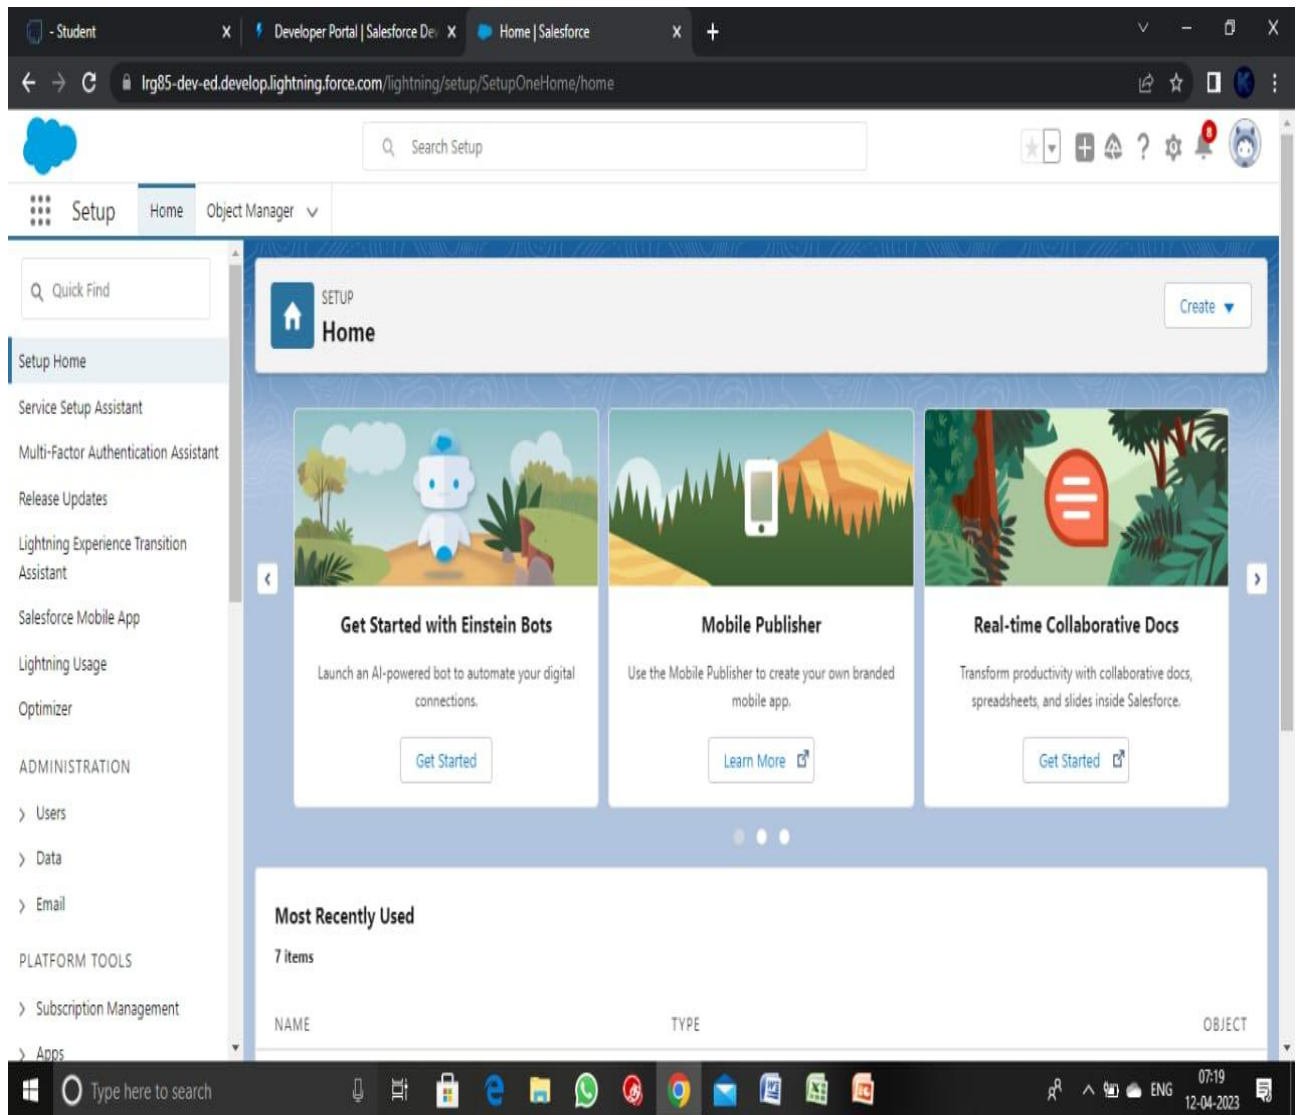 - Student
Developer Portal | Salesforce Dev
Home | Salesforce
lrg85-dev-ed.develop.lightning.force.com/lightning/setup/SetupOneHome/home
Search Setup
8
Setup
Home
Object Manager
Quick Find
Setup Home
Service Setup Assistant
Multi-Factor Authentication Assistant
Release Updates
Lightning Experience Transition
Assistant
Salesforce Mobile App
Lightning Usage
Optimizer
ADMINISTRATION
Users
Data
Email
PLATFORM TOOLS
Subscription Management
Apps
SETUP
Home
Create
Get Started with Einstein Bots
Launch an AI-powered bot to automate your digital
connections.
Get Started
Mobile Publisher
Use the Mobile Publisher to create your own branded
mobile app.
Learn More
Real-time Collaborative Docs
Transform productivity with collaborative docs,
spreadsheets, and slides inside Salesforce.
Get Started
Most Recently Used
7 items
NAME TYPE OBJECT
Type here to search
ENG
07:19
12-04-2023